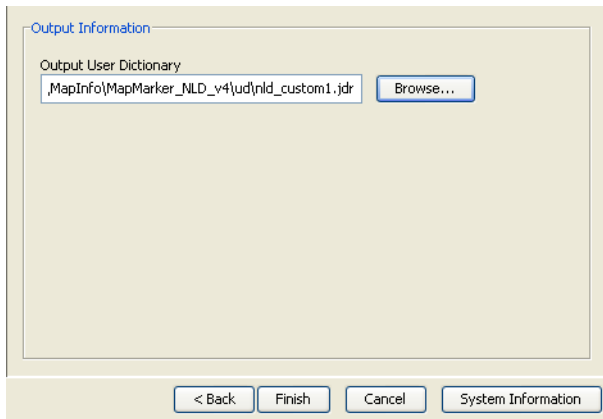 Output Information
Output User Dictionary
,MapInfo\MapMarker_NLD_v4\ud\nld_custom1.jdr Browse...
< Back Finish Cancel System Information